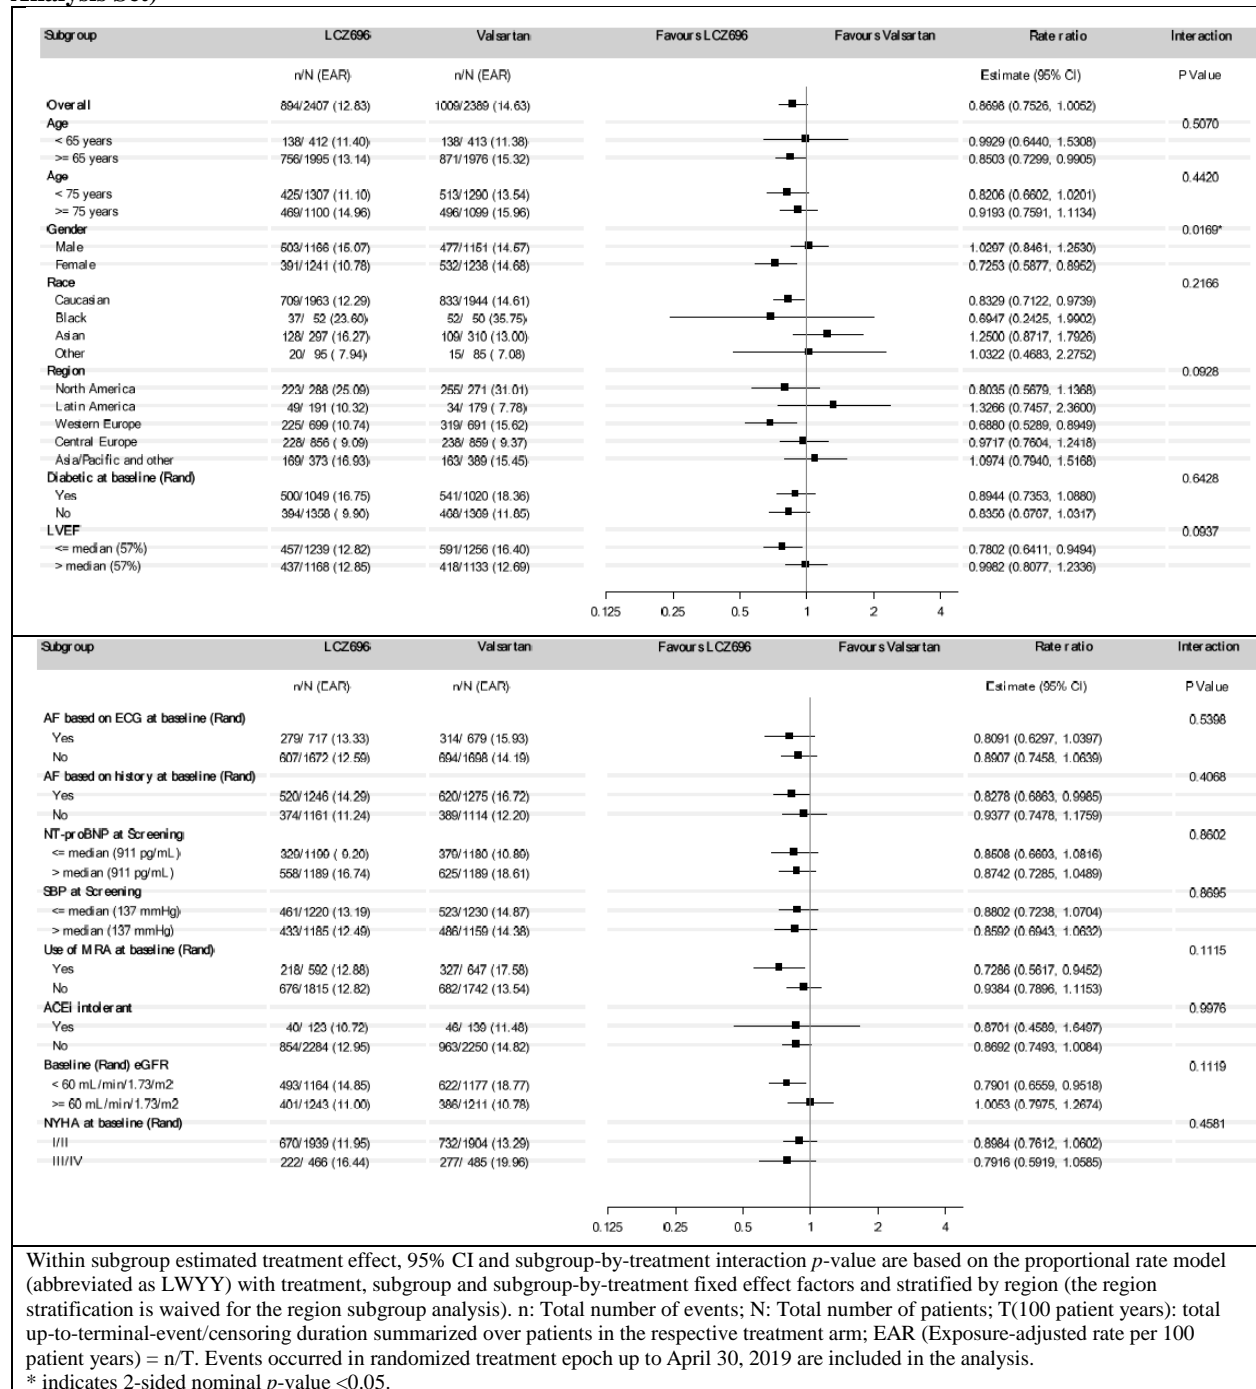 Analysis Set)
Subgroup LCZ696 Valsartan Favours LCZ696 Favours Valsartan Rate ratio Interaction
n/N (EAR) n/N (EAR) Estimate (95% CI) P Value
Overall 894/2407 (12.83) 1009/2389 (14.63) 0.8698 (0.7526, 1.0052)
Age 0.5070
< 65 years 138/ 412 (11.40) 138/ 413 (11.38) 0.9929 (0.6440, 1.5308)
>= 65 years 756/1995 (13.14) 871/1976 (15.32) 0.8503 (0.7299, 0.9905)
Age 0.4420
< 75 years 425/1307 (11.10) 513/1290 (13.54) 0.8206 (0.6602, 1.0201)
>= 75 years 469/1100 (14.96) 496/1099 (15.96) 0.9193 (0.7591, 1.1134)
Gender 0.0169*
Male 503/1166 (15.07) 477/1151 (14.57) 1.0297 (0.8461, 1.2530)
Female 391/1241 (10.78) 532/1238 (14.68) 0.7253 (0.5877, 0.8952)
Race 0.2166
Caucasian 709/1963 (12.29) 833/1944 (14.61) 0.8329 (0.7122, 0.9739)
Black 37/ 52 (23.60) 52/ 50 (35.75) 0.6947 (0.2425, 1.9902)
Asian 128/ 297 (16.27) 109/ 310 (13.00) 1.2500 (0.8717, 1.7926)
Other 20/ 95 ( 7.94) 15/ 85 ( 7.08) 1.0322 (0.4683, 2.2752)
Region 0.0928
North America 223/ 288 (25.09) 255/ 271 (31.01) 0.8035 (0.5679, 1.1368)
Latin America 49/ 191 (10.32) 34/ 179 ( 7.78) 1.3266 (0.7457, 2.3600)
Western Europe 225/ 699 (10.74) 319/ 691 (15.62) 0.6880 (0.5289, 0.8949)
Central Europe 228/ 856 ( 9.09) 238/ 859 ( 9.37) 0.9717 (0.7604, 1.2418)
Asia/Pacific and other 169/ 373 (16.93) 163/ 389 (15.45) 1.0974 (0.7940, 1.5168)
Diabetic at baseline (Rand) 0.6428
Yes 500/1049 (16.75) 541/1020 (18.36) 0.8944 (0.7353, 1.0880)
No 394/1358 ( 9.90) 468/1369 (11.85) 0.8356 (0.6767, 1.0317)
LVEF 0.0937
<= median (57%) 457/1239 (12.82) 591/1256 (16.40) 0.7802 (0.6411, 0.9494)
> median (57%) 437/1168 (12.85) 418/1133 (12.69) 0.9982 (0.8077, 1.2336)
0.125 0.25 0.5 1 2 4
Subgroup LCZ696 Valsartan Favours LCZ696 Favours Valsartan Rate ratio Interaction
n/N (EAR) n/N (EAR) Estimate (95% CI) P Value
AF based on ECG at baseline (Rand) 0.5398
Yes 279/ 717 (13.33) 314/ 679 (15.93) 0.8091 (0.6297, 1.0397)
No 607/1672 (12.59) 694/1698 (14.19) 0.8907 (0.7458, 1.0639)
AF based on history at baseline (Rand) 0.4068
Yes 520/1246 (14.29) 620/1275 (16.72) 0.8278 (0.6863, 0.9985)
No 374/1161 (11.24) 389/1114 (12.20) 0.9377 (0.7478, 1.1759)
NT-proBNP at Screening 0.8602
<= median (911 pg/mL) ( 9.20) (10.89) 0.8508 (0.6693, 1.0816)
> median (911 pg/mL) 558/1189 (16.74) 625/1189 (18.61) 0.8742 (0.7285, 1.0489)
SBP at Screening 0.8695
<= median (137 mmHg) 461/1220 (13.19) 523/1230 (14.87) 0.8802 (0.7238, 1.0704)
> median (137 mmHg) 433/1185 (12.49) 486/1159 (14.38) 0.8592 (0.6943, 1.0632)
Use of MRA at baseline (Rand) 0.1115
Yes 218/ 592 (12.88) 327/ 647 (17.58) 0.7286 (0.5617, 0.9452)
No 676/1815 (12.82) 682/1742 (13.54) 0.9384 (0.7896, 1.1153)
ACEi intolerant 0.9976
Yes 40/ 123 (10.72) 46/ 139 (11.48) 0.8701 (0.4589, 1.6497)
No 854/2284 (12.95) 963/2250 (14.82) 0.8692 (0.7493, 1.0084)
Baseline (Rand) eGFR 0.1119
< 60 mL/min/1.73/m2 493/1164 (14.85) 622/1177 (18.77) 0.7901 (0.6559, 0.9518)
>= 60 mL/min/1.73/m2 401/1243 (11.00) 386/1211 (10.78) 1.0053 (0.7975, 1.2674)
NYHA at baseline (Rand) 0.4581
I/II 670/1939 (11.95) 732/1904 (13.29) 0.8984 (0.7612, 1.0602)
III/IV 222/ 466 (16.44) 277/ 485 (19.96) 0.7916 (0.5919, 1.0585)
0.125 0.25 0.5 1 2 4
Within subgroup estimated treatment effect, 95% CI and subgroup-by-treatment interaction p-value are based on the proportional rate model
(abbreviated as LWYY) with treatment, subgroup and subgroup-by-treatment fixed effect factors and stratified by region (the region
stratification is waived for the region subgroup analysis). n: Total number of events; N: Total number of patients; T(100 patient years): total
up-to-terminal-event/censoring duration summarized over patients in the respective treatment arm; EAR (Exposure-adjusted rate per 100
patient years) = n/T. Events occurred in randomized treatment epoch up to April 30, 2019 are included in the analysis.
* indicates 2-sided nominal p-value <0.05.